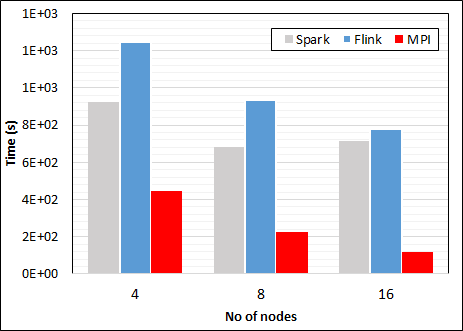 1E+03
Spark Flink MPI
1E+03
1E+03
8E+02
6E+02
4E+02
2E+02
0E+00
Time (s)
4 8 16
No of nodes